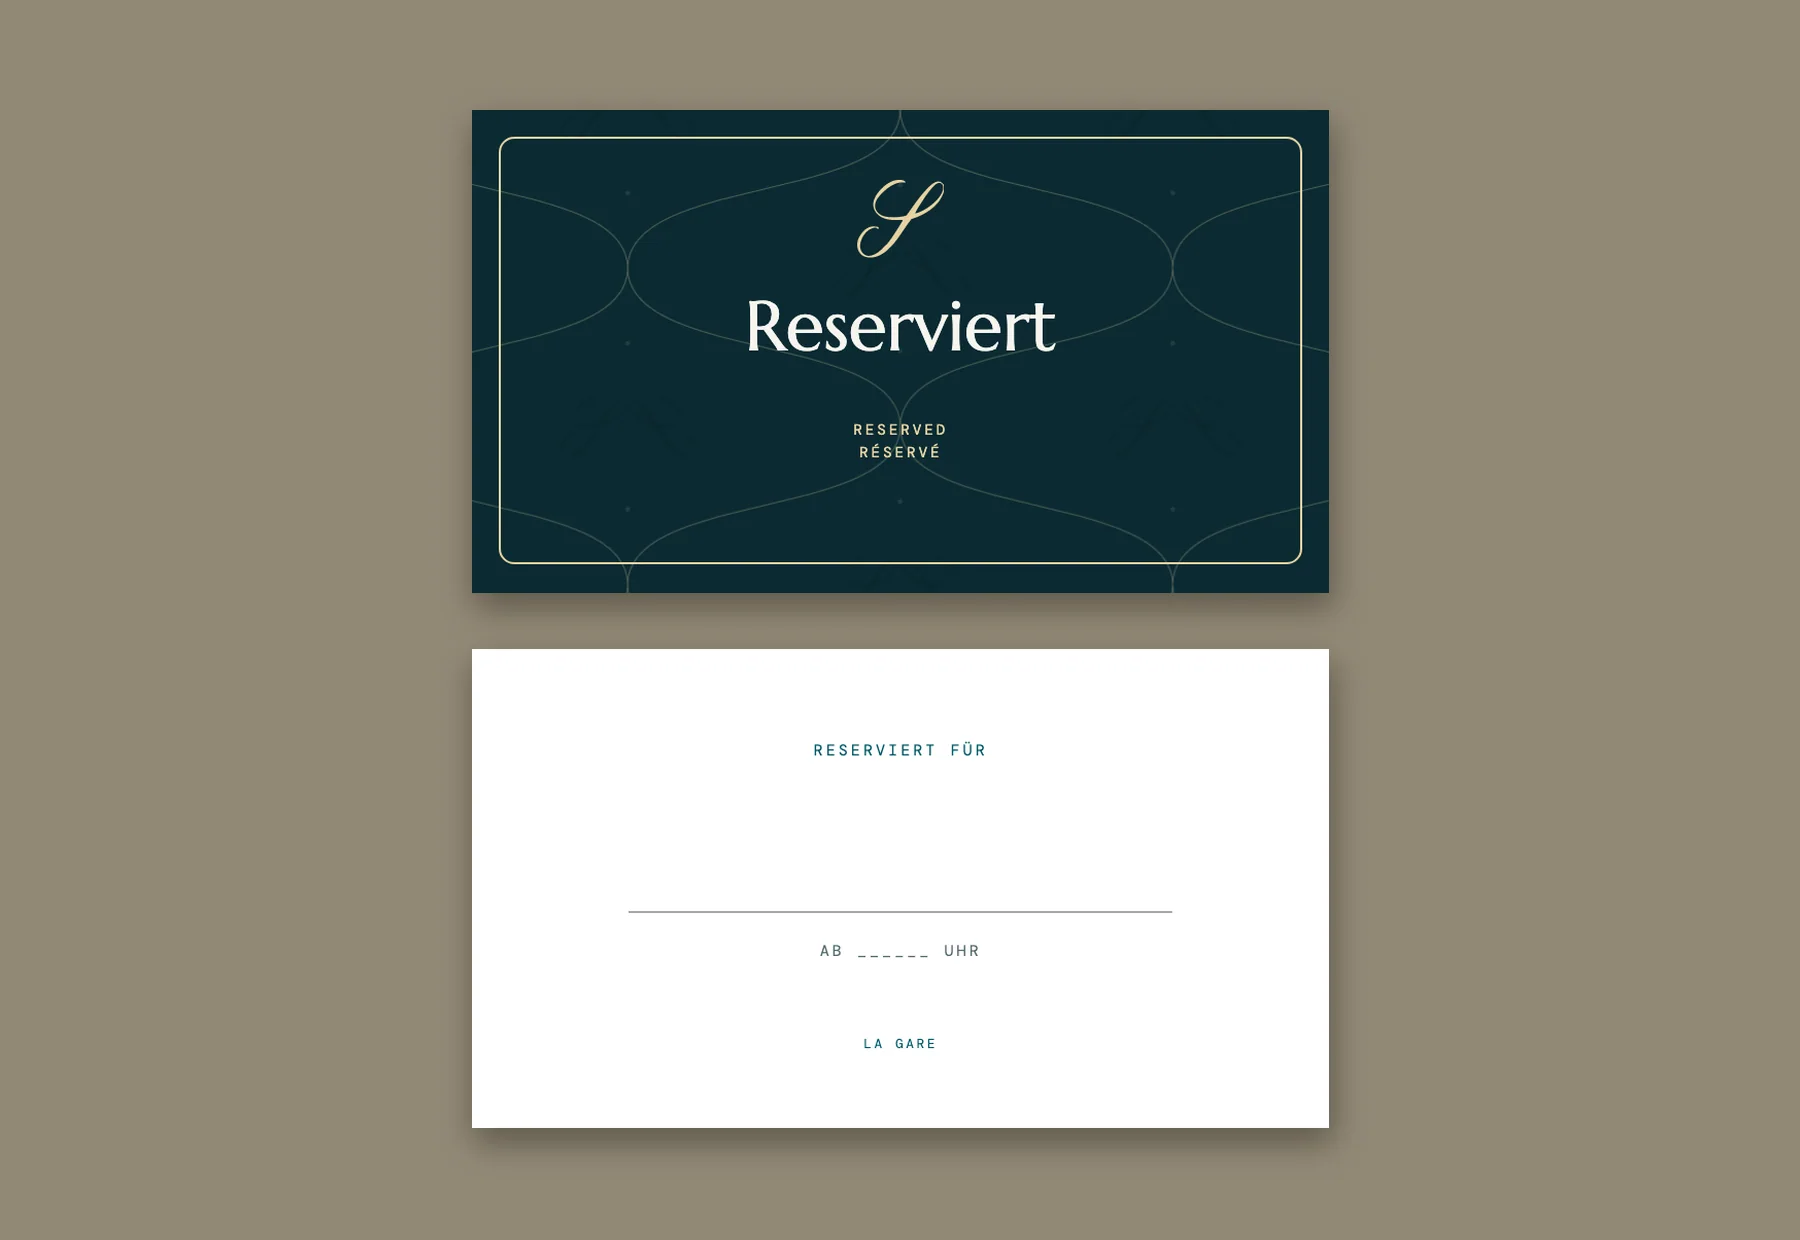 S
Reserviert
RESERVED
RÉSERVÉ
RESERVIERT FÜR
AB ______ UHR
LA GARE